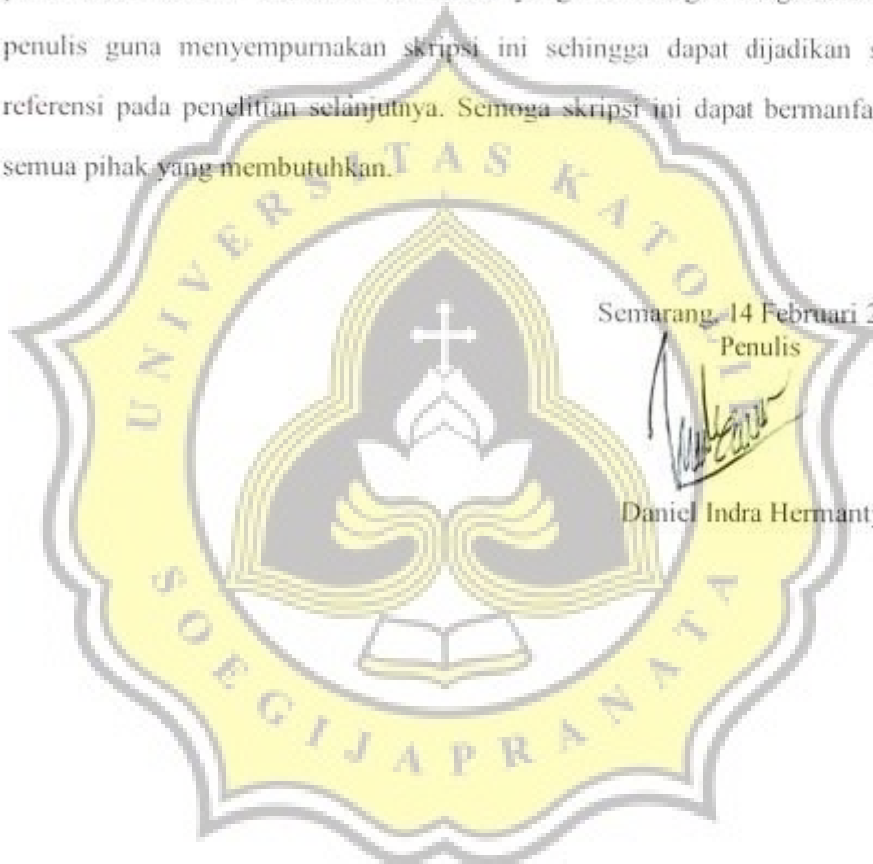 penulis guna menyempurnakan skripsi ini sehingga dapat dijadikan s
referensi pada penelitian selanjutnya. Semoga skripsi ini dapat bermanfa
semua pihak yang membutuhkan.
UNIVERSITAS KATOLIK
Semarang, 14 Februari 2
Penulis
Daniel Indra Hermant
SOEGIJAPRANATA